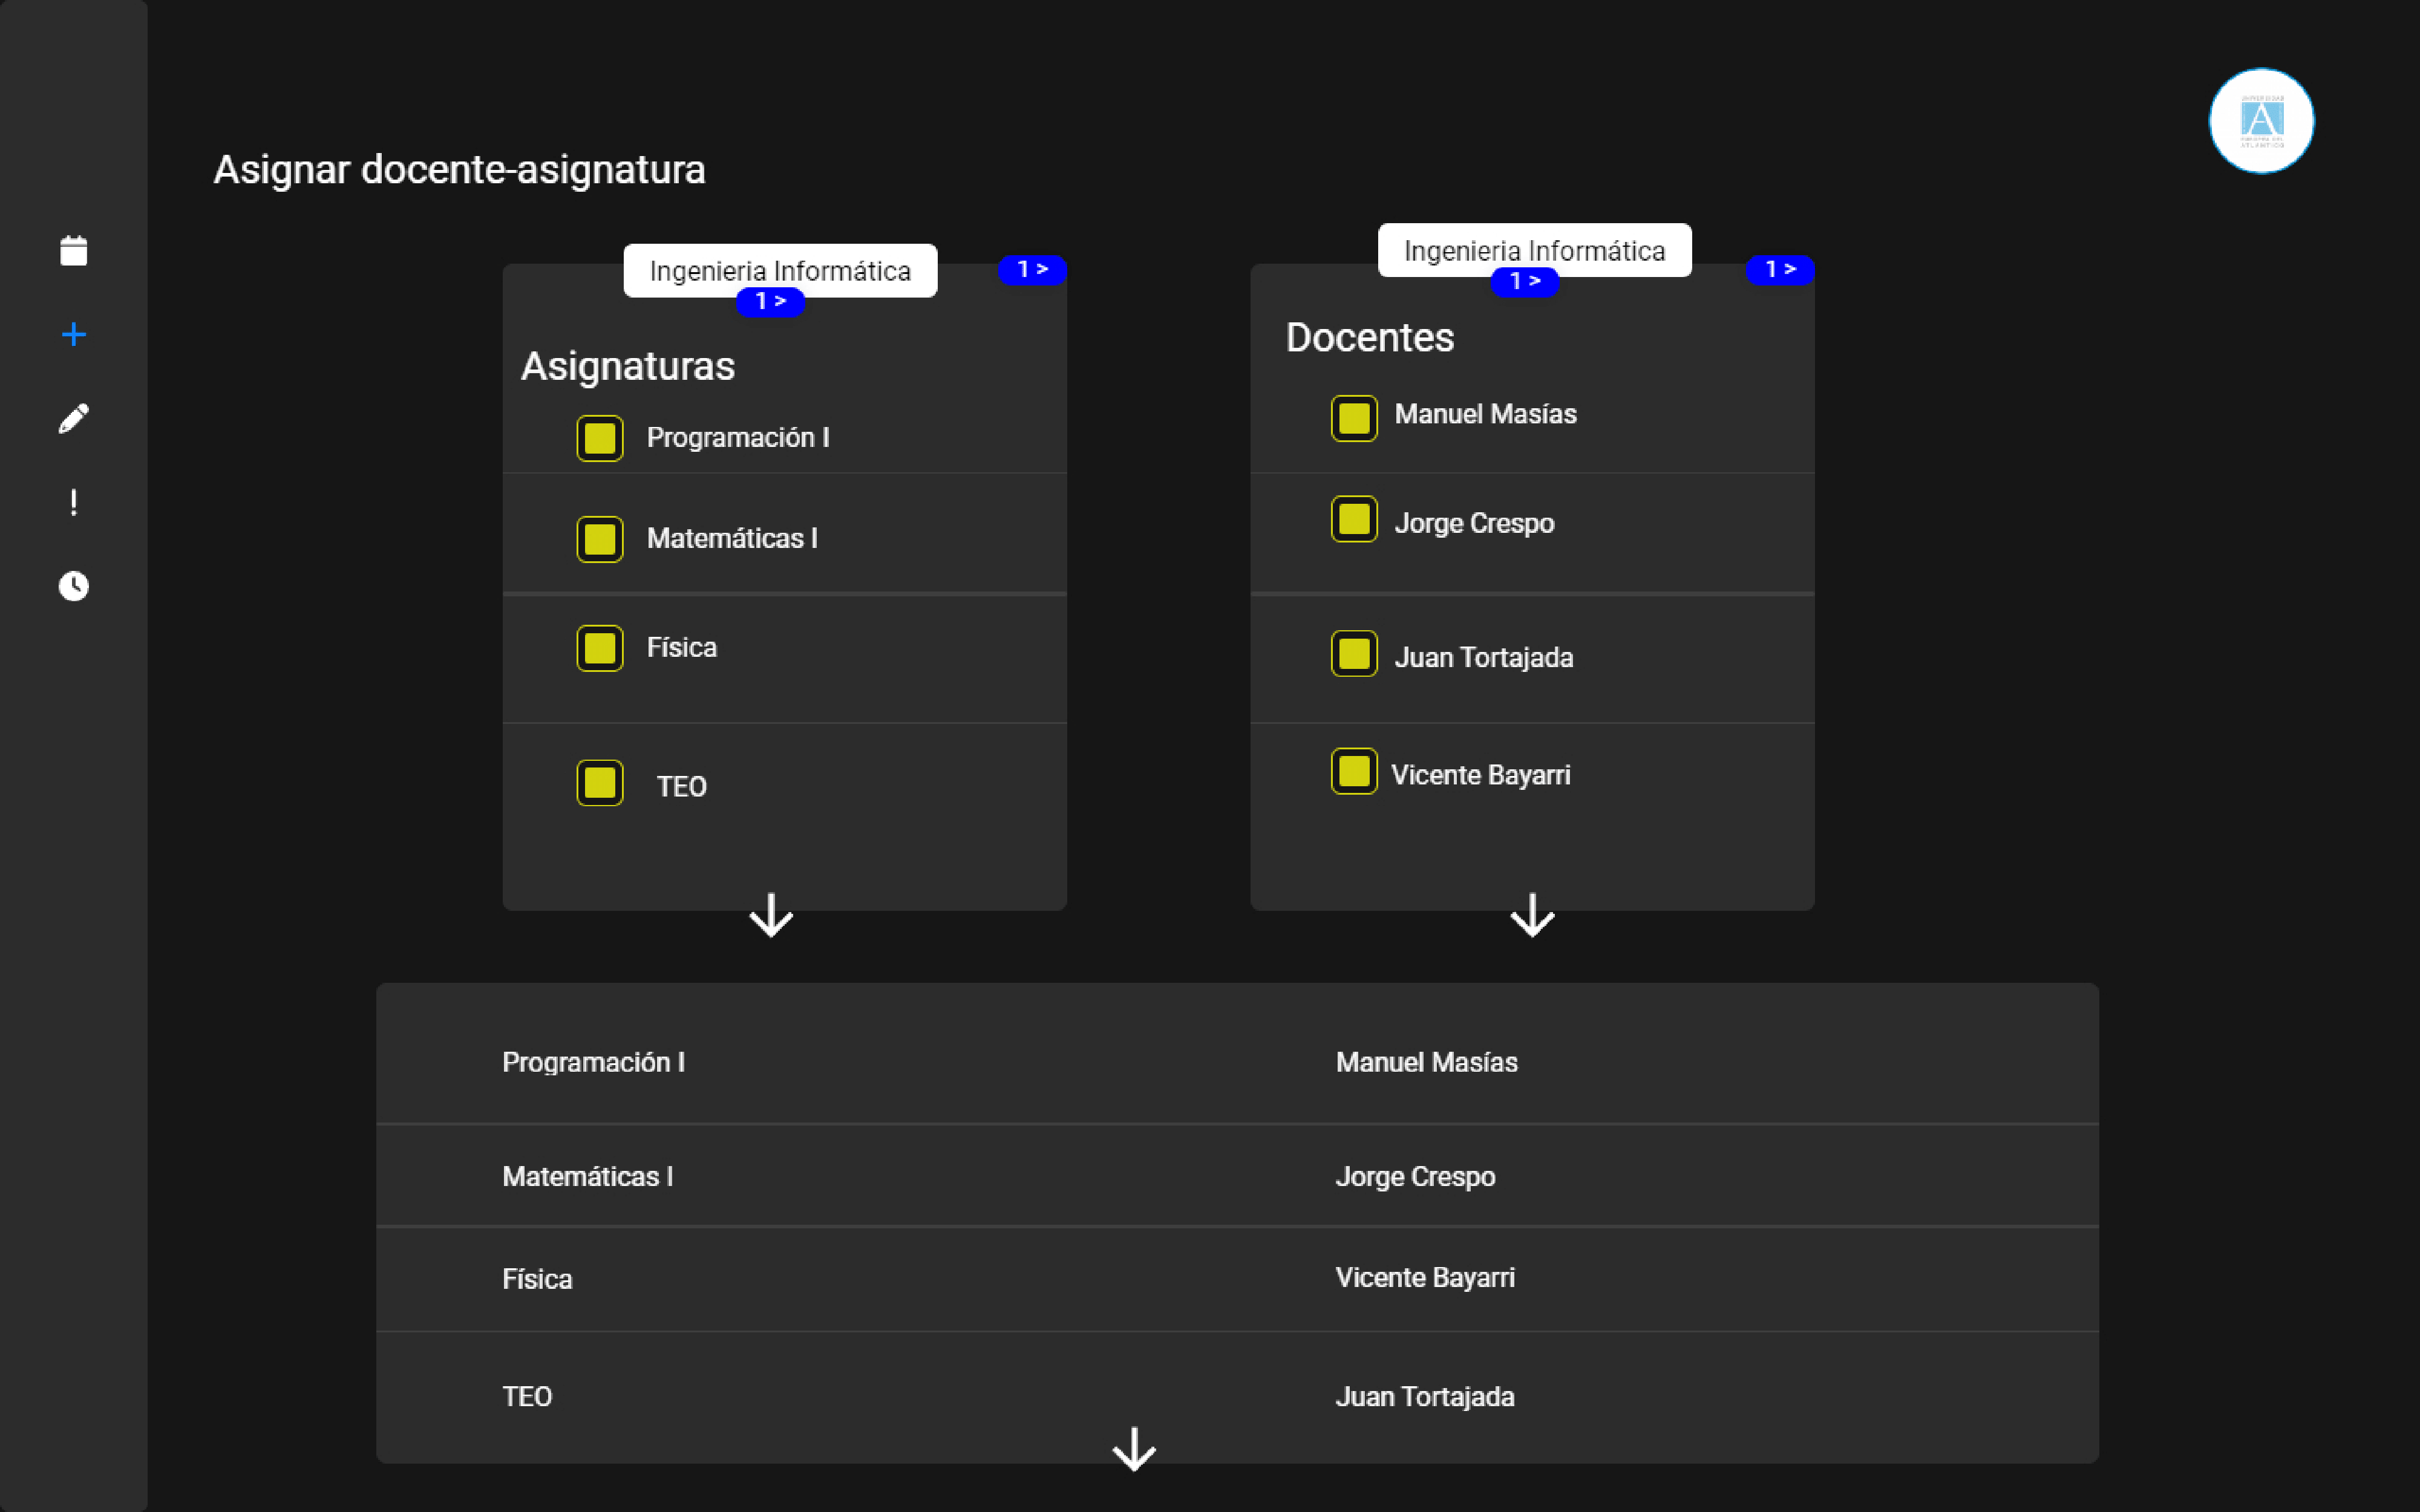 Asignar docente-asignatura
Ingenieria Informática
1 >
1 >
Asignaturas
Programación I
Matemáticas I
Física
TEO
Ingenieria Informática
1 >
1 >
Docentes
Manuel Masías
Jorge Crespo
Juan Tortajada
Vicente Bayarri
Programación I Manuel Masías
Matemáticas I Jorge Crespo
Física Vicente Bayarri
TEO Juan Tortajada
A
ATLANTICO